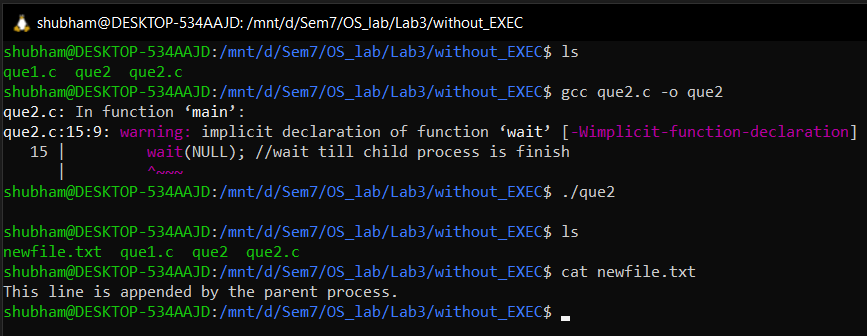 shubham@DESKTOP-534AAJD: /mnt/d/Sem7/OS_lab/Lab3/without_EXEC
shubham@DESKTOP-534AAJD:/mnt/d/Sem7/OS_lab/Lab3/without_EXEC$ ls
que1.c  que2  que2.c
shubham@DESKTOP-534AAJD:/mnt/d/Sem7/OS_lab/Lab3/without_EXEC$ gcc que2.c -o que2
que2.c: In function ‘main’:
que2.c:15:9: warning: implicit declaration of function ‘wait’ [-Wimplicit-function-declaration]
   15 |         wait(NULL); //wait till child process is finish
      |         ^~~~
shubham@DESKTOP-534AAJD:/mnt/d/Sem7/OS_lab/Lab3/without_EXEC$ ./que2
shubham@DESKTOP-534AAJD:/mnt/d/Sem7/OS_lab/Lab3/without_EXEC$ ls
newfile.txt  que1.c  que2  que2.c
shubham@DESKTOP-534AAJD:/mnt/d/Sem7/OS_lab/Lab3/without_EXEC$ cat newfile.txt
This line is appended by the parent process.
shubham@DESKTOP-534AAJD:/mnt/d/Sem7/OS_lab/Lab3/without_EXEC$